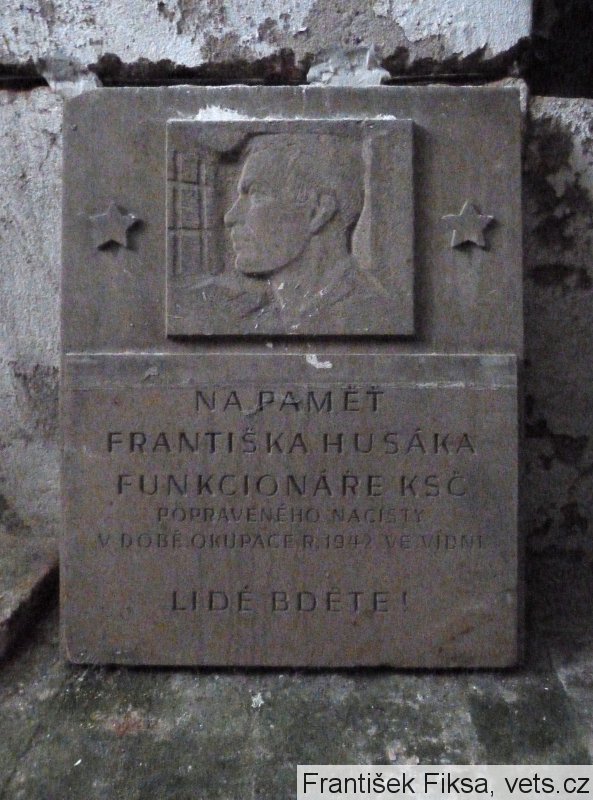 NA PAMĚŤ
FRANTIŠKA HUSÁKA
FUNKCIONÁŘE KSČ
POPRAVENÉHO NACISTY
V DOBĚ OKUPACE R. 1942 VE VÍDNI
LIDÉ BDĚTE!
František Fiksa, vets.cz